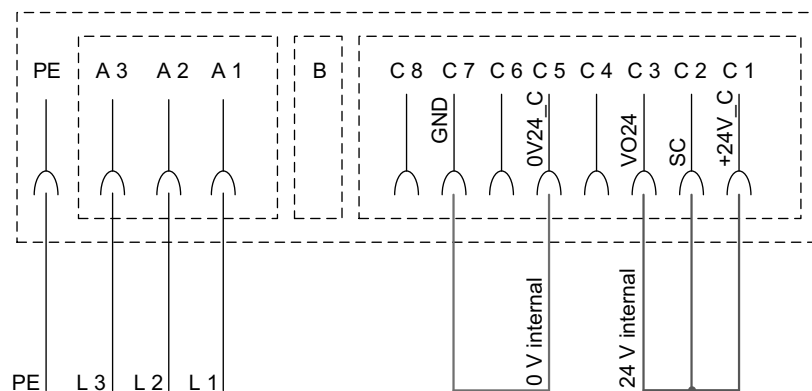 PE A 3 A 2 A 1 B C 8 C 7 C 6 C 5 C 4 C 3 C 2 C 1
GND
0V24_C
VO24
SC
+24V_C
0 V internal
24 V internal
PE L 3 L 2 L 1